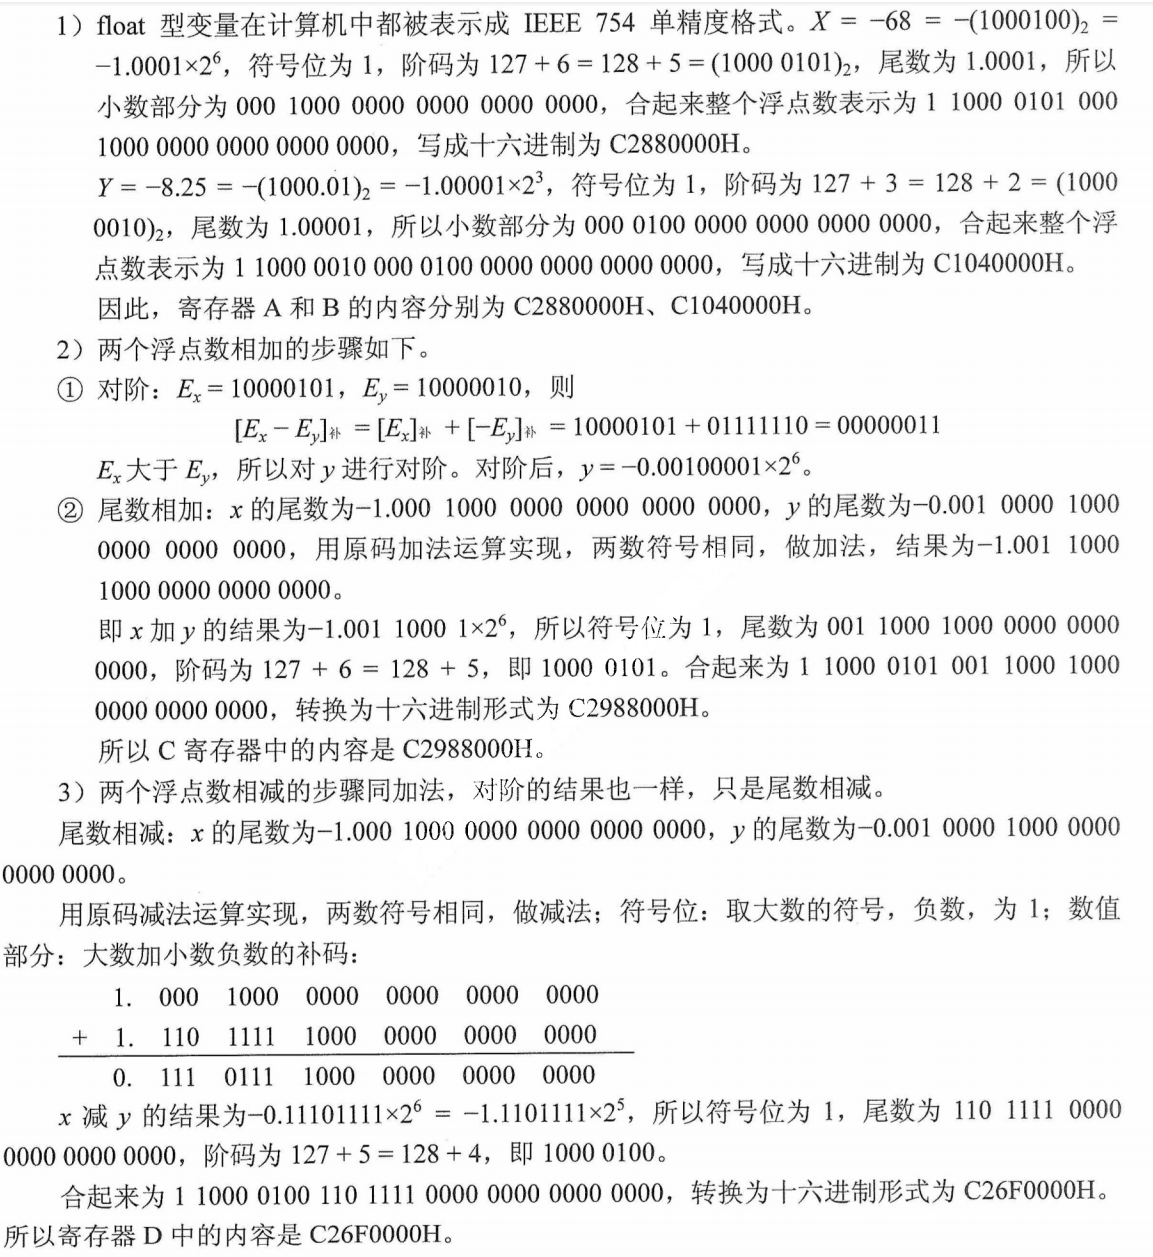 1）float 型变量在计算机中都被表示成 IEEE 754 单精度格式。X = −68 = −(1000100)₂ =
−1.0001×2⁶，符号位为 1，阶码为 127 + 6 = 128 + 5 = (1000 0101)₂，尾数为 1.0001，所以
小数部分为 000 1000 0000 0000 0000 0000，合起来整个浮点数表示为 1 1000 0101 000
1000 0000 0000 0000 0000，写成十六进制为 C2880000H。
Y = −8.25 = −(1000.01)₂ = −1.00001×2³，符号位为 1，阶码为 127 + 3 = 128 + 2 = (1000
0010)₂，尾数为 1.00001，所以小数部分为 000 0100 0000 0000 0000 0000，合起来整个浮
点数表示为 1 1000 0010 000 0100 0000 0000 0000 0000，写成十六进制为 C1040000H。
因此，寄存器 A 和 B 的内容分别为 C2880000H、C1040000H。
2）两个浮点数相加的步骤如下。
① 对阶：Eₓ = 10000101，Eᵧ = 10000010，则
[Eₓ − Eᵧ]补 = [Eₓ]补 + [−Eᵧ]补 = 10000101 + 01111110 = 00000011
Eₓ 大于 Eᵧ，所以对 y 进行对阶。对阶后，y = −0.00100001×2⁶。
② 尾数相加：x 的尾数为−1.000 1000 0000 0000 0000 0000，y 的尾数为−0.001 0000 1000
0000 0000 0000，用原码加法运算实现，两数符号相同，做加法，结果为−1.001 1000
1000 0000 0000 0000。
即 x 加 y 的结果为−1.001 1000 1×2⁶，所以符号位为 1，尾数为 001 1000 1000 0000 0000
0000，阶码为 127 + 6 = 128 + 5，即 1000 0101。合起来为 1 1000 0101 001 1000 1000
0000 0000 0000，转换为十六进制形式为 C2988000H。
所以 C 寄存器中的内容是 C2988000H。
3）两个浮点数相减的步骤同加法，对阶的结果也一样，只是尾数相减。
尾数相减：x 的尾数为−1.000 1000 0000 0000 0000 0000，y 的尾数为−0.001 0000 1000 0000
0000 0000。
用原码减法运算实现，两数符号相同，做减法；符号位：取大数的符号，负数，为 1；数值
部分：大数加小数负数的补码：
1. 000 1000 0000 0000 0000 0000
+ 1. 110 1111 1000 0000 0000 0000
0. 111 0111 1000 0000 0000 0000
x 减 y 的结果为−0.11101111×2⁶ = −1.1101111×2⁵，所以符号位为 1，尾数为 110 1111 0000
0000 0000 0000，阶码为 127 + 5 = 128 + 4，即 1000 0100。
合起来为 1 1000 0100 110 1111 0000 0000 0000 0000，转换为十六进制形式为 C26F0000H。
所以寄存器 D 中的内容是 C26F0000H。